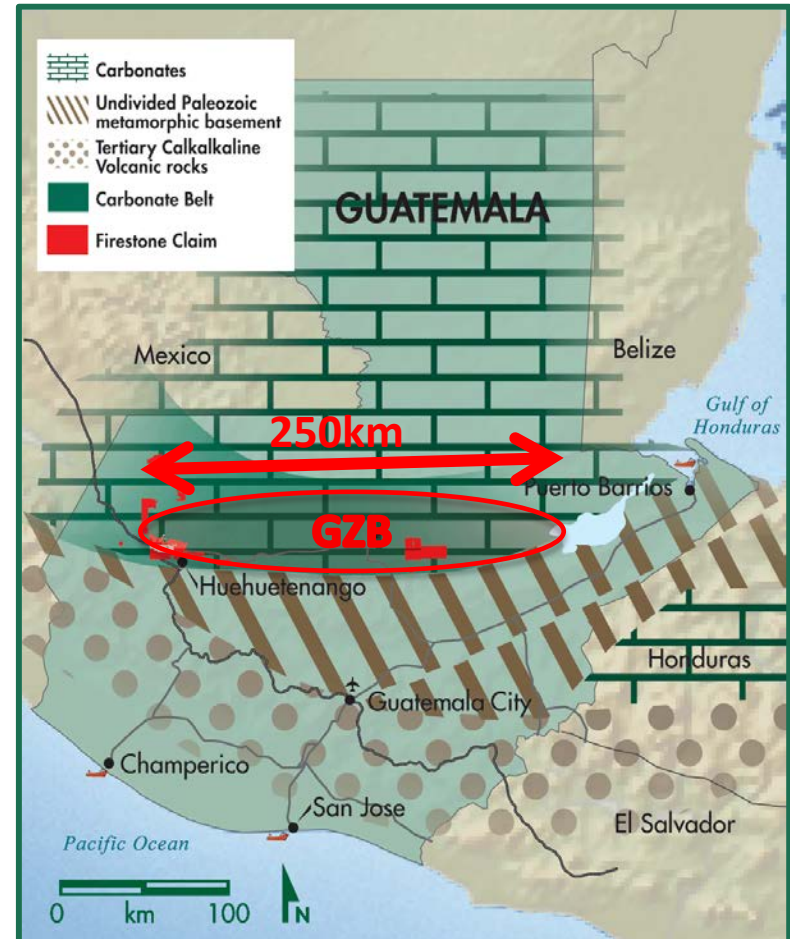 Carbonates
Undivided Paleozoic
metamorphic basement
Tertiary Calkalkaline
Volcanic rocks
Carbonate Belt
Firestone Claim
GUATEMALA
Mexico
Belize
Gulf of
Honduras
250km
Puerto Barrios
GZB
Huehuetenango
Honduras
Guatemala City
Champerico
San Jose
El Salvador
Pacific Ocean
0 km 100
N